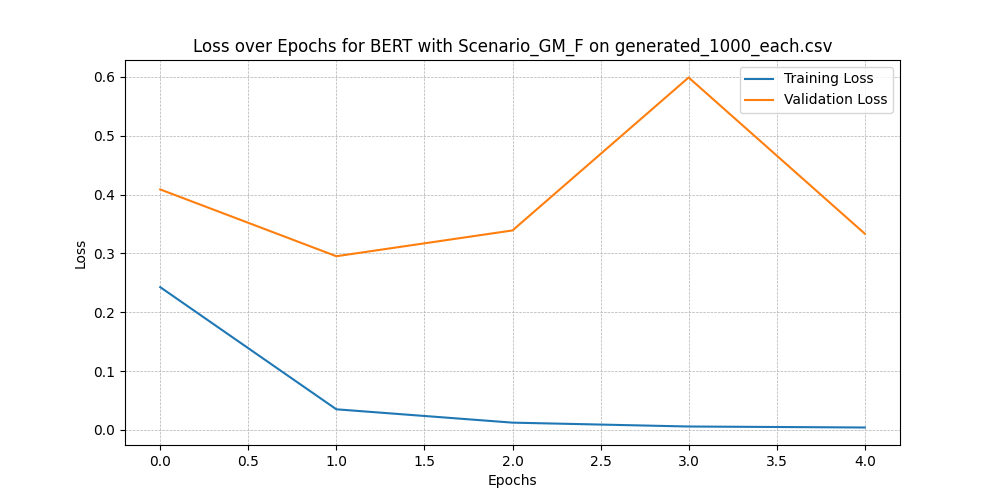 Loss over Epochs for BERT with Scenario_GM_F on generated_1000_each.csv
Training Loss
Validation Loss
Loss
0.6
0.5
0.4
0.3
0.2
0.1
0.0
0.0 0.5 1.0 1.5 2.0 2.5 3.0 3.5 4.0
Epochs